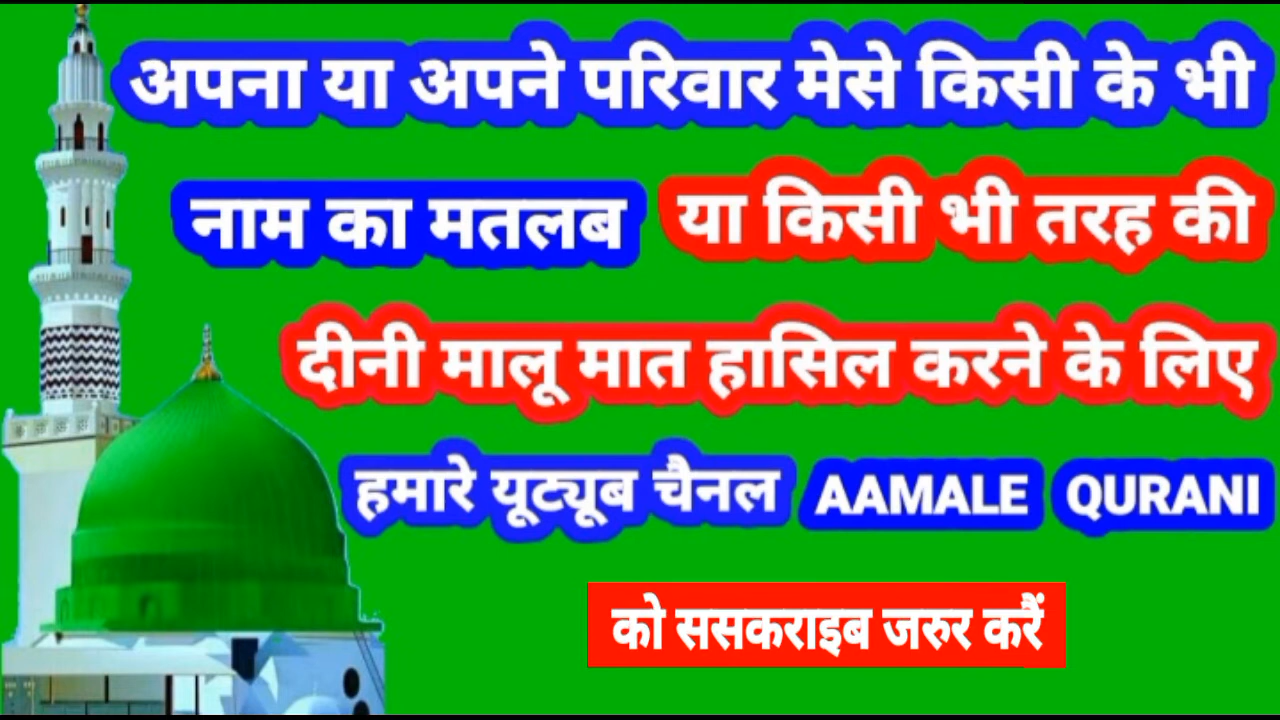 अपना या अपने परिवार मेसे किसी के भी
नाम का मतलब या किसी भी तरह की
दीनी मालू मात हासिल करने के लिए
हमारे यूट्यूब चैनल AAMALE QURANI
को ससकराइब जरुर करैं